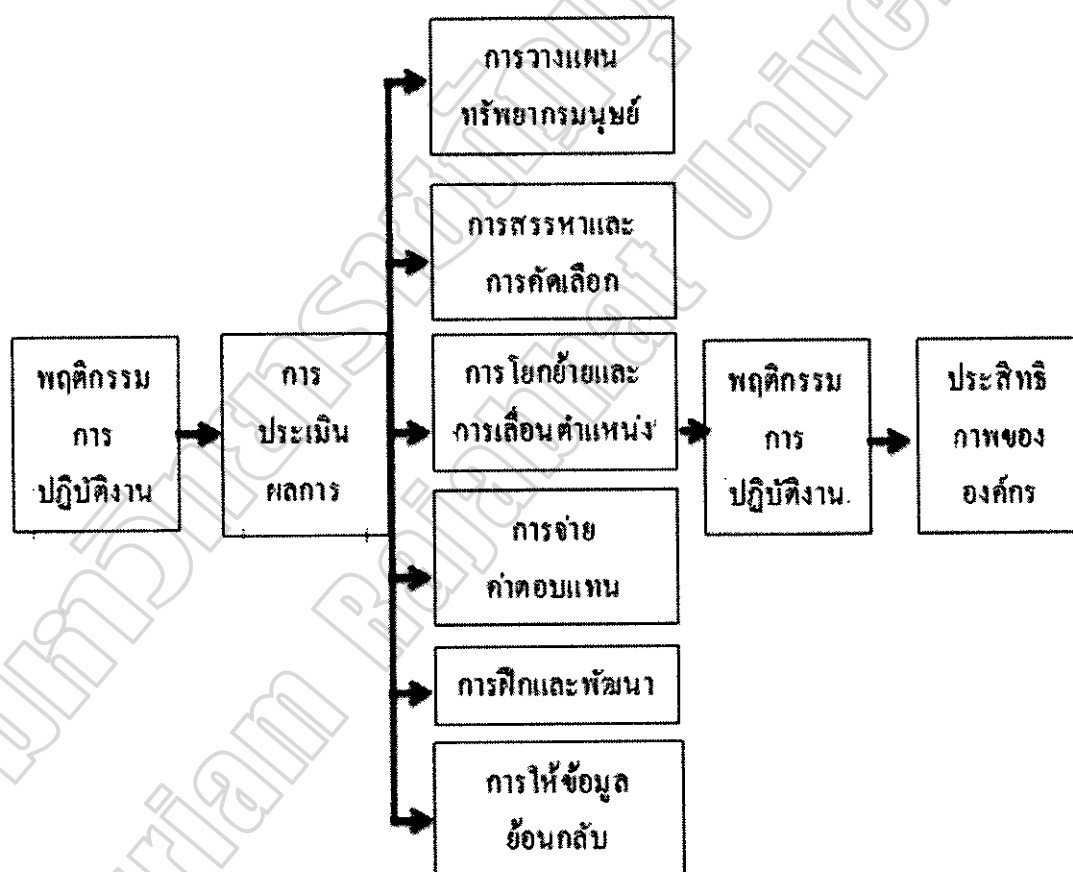 การวางแผน
ทรัพยากรมนุษย์
การสรรหาและ
การคัดเลือก
พฤติกรรม
การ
ปฏิบัติงาน
การ
ประเมิน
ผลการ
การโยกย้ายและ
การเลื่อนตำแหน่ง
พฤติกรรม
การ
ปฏิบัติงาน
ประสิทธิ
ภาพของ
องค์กร
การจ่าย
ค่าตอบแทน
การฝึกและพัฒนา
การให้ข้อมูล
ย้อนกลับ
Rajabhat Unive